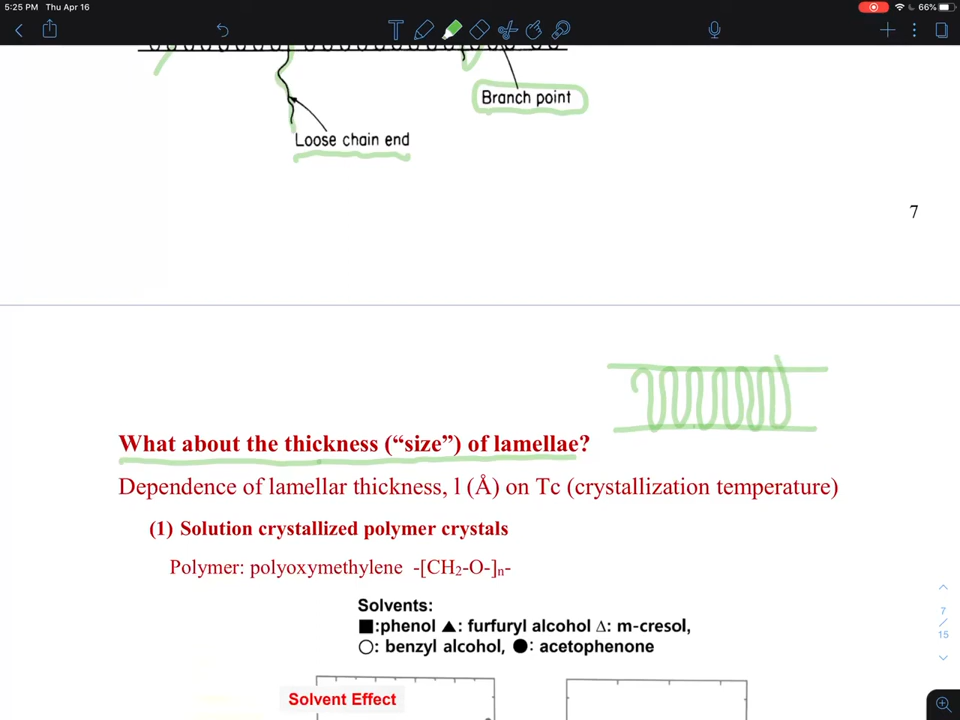 5:25 PM Thu Apr 16
66%
T
Branch point
Loose chain end
7
What about the thickness (“size”) of lamellae?
Dependence of lamellar thickness, l (Å) on Tc (crystallization temperature)
(1) Solution crystallized polymer crystals
Polymer: polyoxymethylene -[CH₂-O-]ₙ-
Solvents:
■:phenol ▲: furfuryl alcohol Δ: m-cresol,
○: benzyl alcohol, ●: acetophenone
7
/
15
Solvent Effect